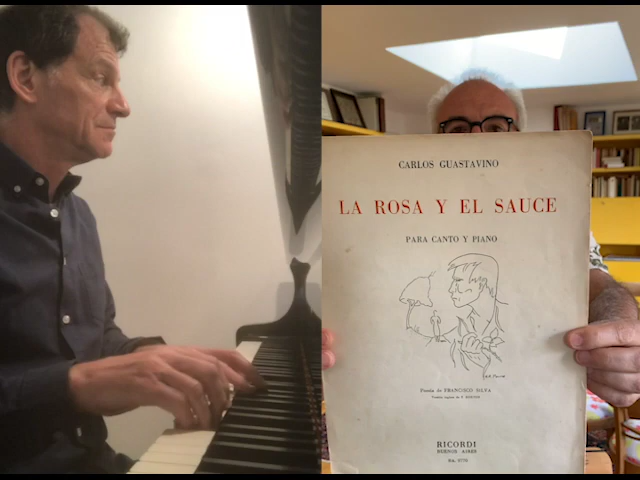 CARLOS GUASTAVINO
LA ROSA Y EL SAUCE
PARA CANTO Y PIANO
Poesía de FRANCISCO SILVA
RICORDI
BUENOS AIRES